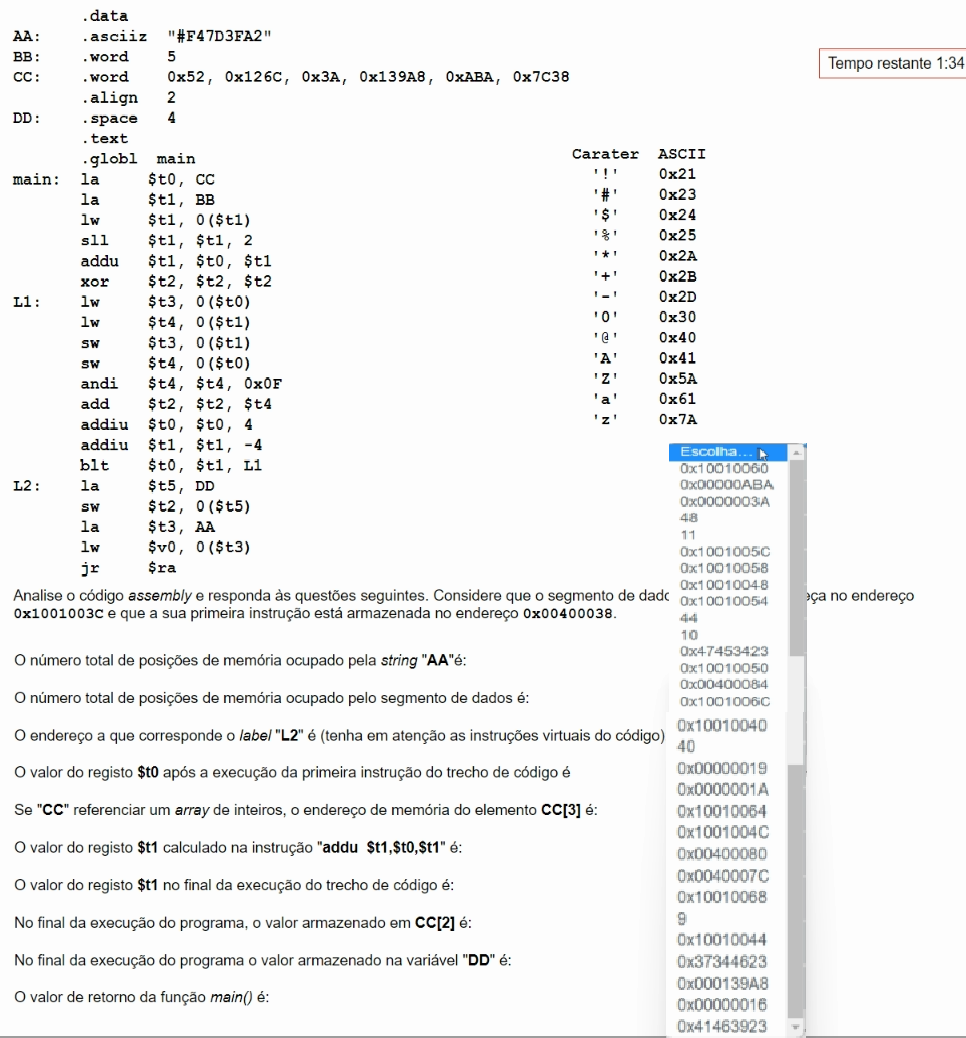 .data
AA: .asciiz "#F47D3FA2"
BB: .word 5
CC: .word 0x52, 0x126C, 0x3A, 0x139A8, 0xABA, 0x7C38
.align 2
DD: .space 4
.text
.globl main
main: la $t0, CC
la $t1, BB
lw $t1, 0($t1)
sll $t1, $t1, 2
addu $t1, $t0, $t1
xor $t2, $t2, $t2
L1: lw $t3, 0($t0)
lw $t4, 0($t1)
sw $t3, 0($t1)
sw $t4, 0($t0)
andi $t4, $t4, 0x0F
add $t2, $t2, $t4
addiu $t0, $t0, 4
addiu $t1, $t1, -4
blt $t0, $t1, L1
L2: la $t5, DD
sw $t2, 0($t5)
la $t3, AA
lw $v0, 0($t3)
jr $ra
Tempo restante 1:34
Carater ASCII
'!' 0x21
'#' 0x23
'$' 0x24
'%' 0x25
'*' 0x2A
'+' 0x2B
'-' 0x2D
'0' 0x30
'@' 0x40
'A' 0x41
'Z' 0x5A
'a' 0x61
'z' 0x7A
Analise o código assembly e responda às questões seguintes. Considere que o segmento de dado eça no endereço
0x1001003C e que a sua primeira instrução está armazenada no endereço 0x00400038.
O número total de posições de memória ocupado pela string "AA"é:
O número total de posições de memória ocupado pelo segmento de dados é:
O endereço a que corresponde o label "L2" é (tenha em atenção as instruções virtuais do código)
O valor do registo $t0 após a execução da primeira instrução do trecho de código é
Se "CC" referenciar um array de inteiros, o endereço de memória do elemento CC[3] é:
O valor do registo $t1 calculado na instrução "addu $t1,$t0,$t1" é:
O valor do registo $t1 no final da execução do trecho de código é:
No final da execução do programa, o valor armazenado em CC[2] é:
No final da execução do programa o valor armazenado na variável "DD" é:
O valor de retorno da função main() é:
Escolha...
0x10010060
0x00000ABA
0x0000003A
48
11
0x1001005C
0x10010058
0x10010048
0x10010054
44
10
0x47453423
0x10010050
0x00400084
0x1001006C
0x10010040
40
0x00000019
0x0000001A
0x10010064
0x1001004C
0x00400080
0x0040007C
0x10010068
9
0x10010044
0x37344623
0x000139A8
0x00000016
0x41463923